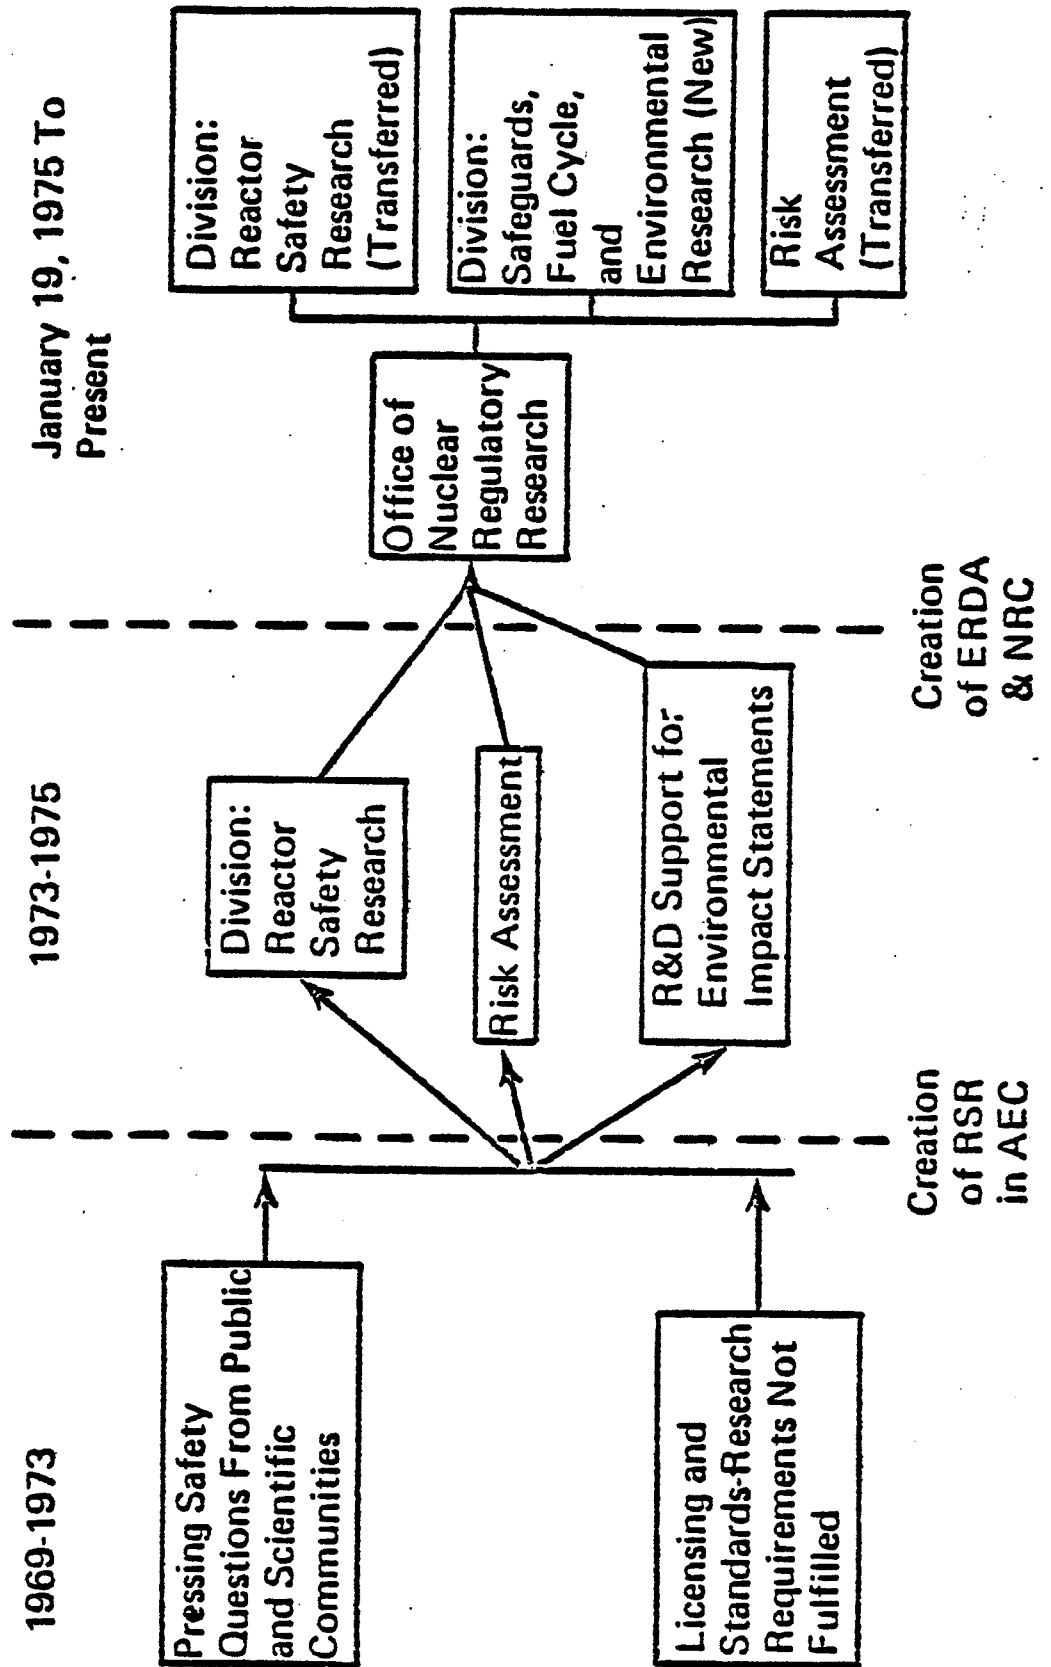 1969-1973
Pressing Safety
Questions From Public
and Scientific
Communities
Licensing and
Standards-Research
Requirements Not
Fulfilled
Creation
of RSR
in AEC
1973-1975
Division:
Reactor
Safety
Research
Risk Assessment
R&D Support for
Environmental
Impact Statements
Creation
of ERDA
& NRC
January 19, 1975 To
Present
Office of
Nuclear
Regulatory
Research
Division:
Reactor
Safety
Research
(Transferred)
Division:
Safeguards,
Fuel Cycle,
and
Environmental
Research (New)
Risk
Assessment
(Transferred)